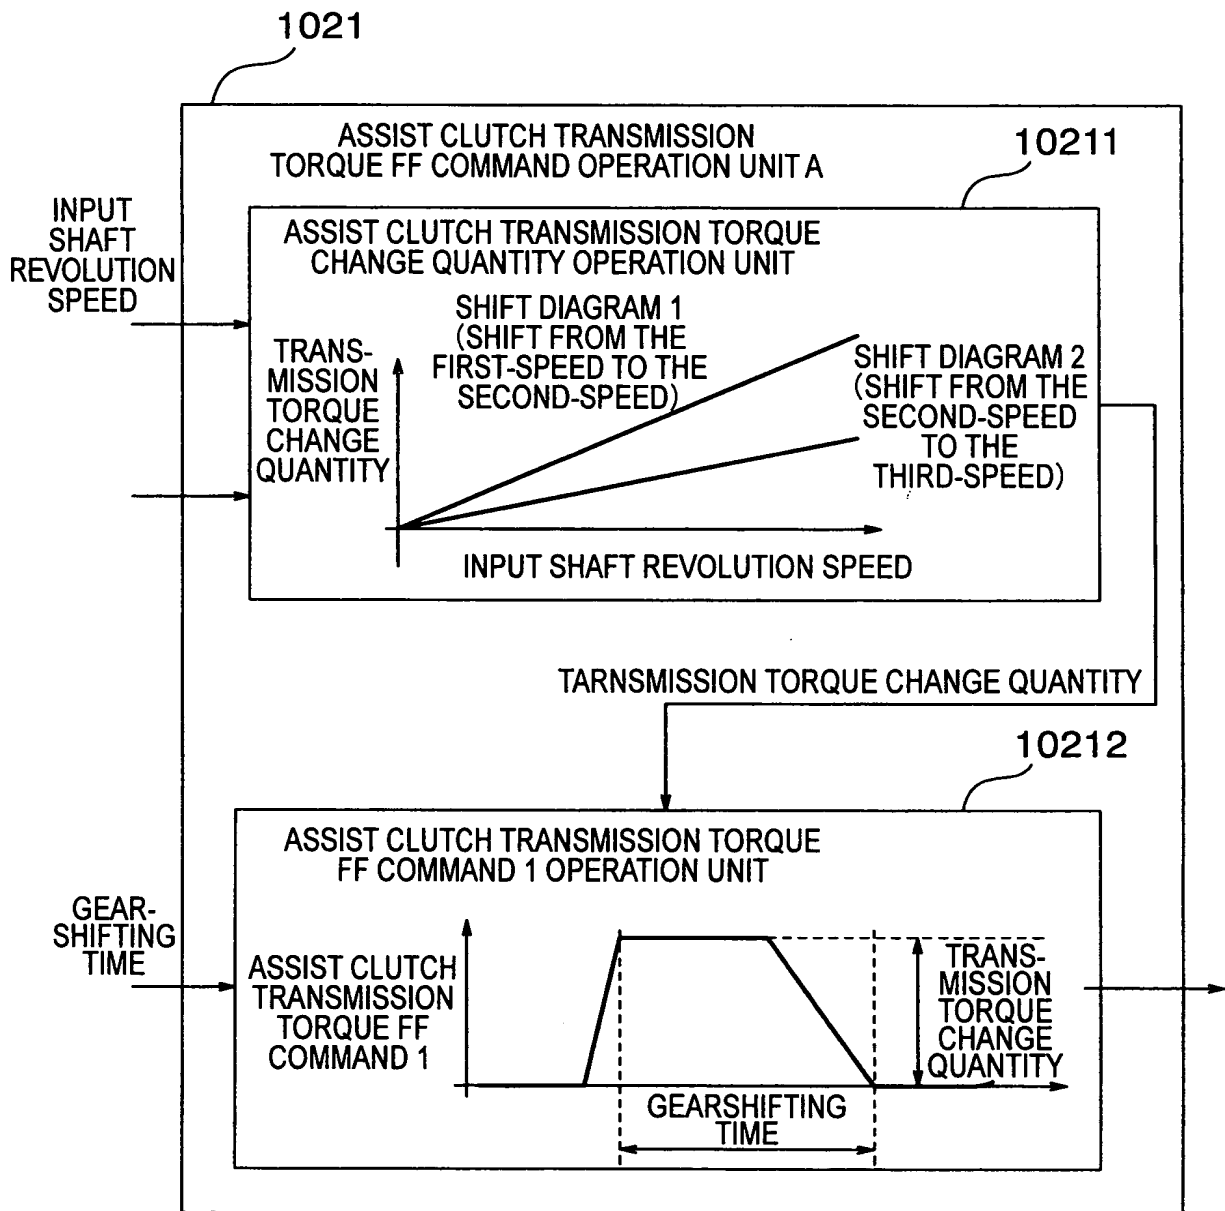 1021
ASSIST CLUTCH TRANSMISSION
TORQUE FF COMMAND OPERATION UNIT A
10211
INPUT
SHAFT
REVOLUTION
SPEED
ASSIST CLUTCH TRANSMISSION TORQUE
CHANGE QUANTITY OPERATION UNIT
TRANS-
MISSION
TORQUE
CHANGE
QUANTITY
SHIFT DIAGRAM 1
(SHIFT FROM THE
FIRST-SPEED TO THE
SECOND-SPEED)
SHIFT DIAGRAM 2
(SHIFT FROM THE
SECOND-SPEED
TO THE
THIRD-SPEED)
INPUT SHAFT REVOLUTION SPEED
TARNSMISSION TORQUE CHANGE QUANTITY
10212
ASSIST CLUTCH TRANSMISSION TORQUE
FF COMMAND 1 OPERATION UNIT
GEAR-
SHIFTING
TIME
ASSIST CLUTCH
TRANSMISSION
TORQUE FF
COMMAND 1
TRANS-
MISSION
TORQUE
CHANGE
QUANTITY
GEARSHIFTING
TIME